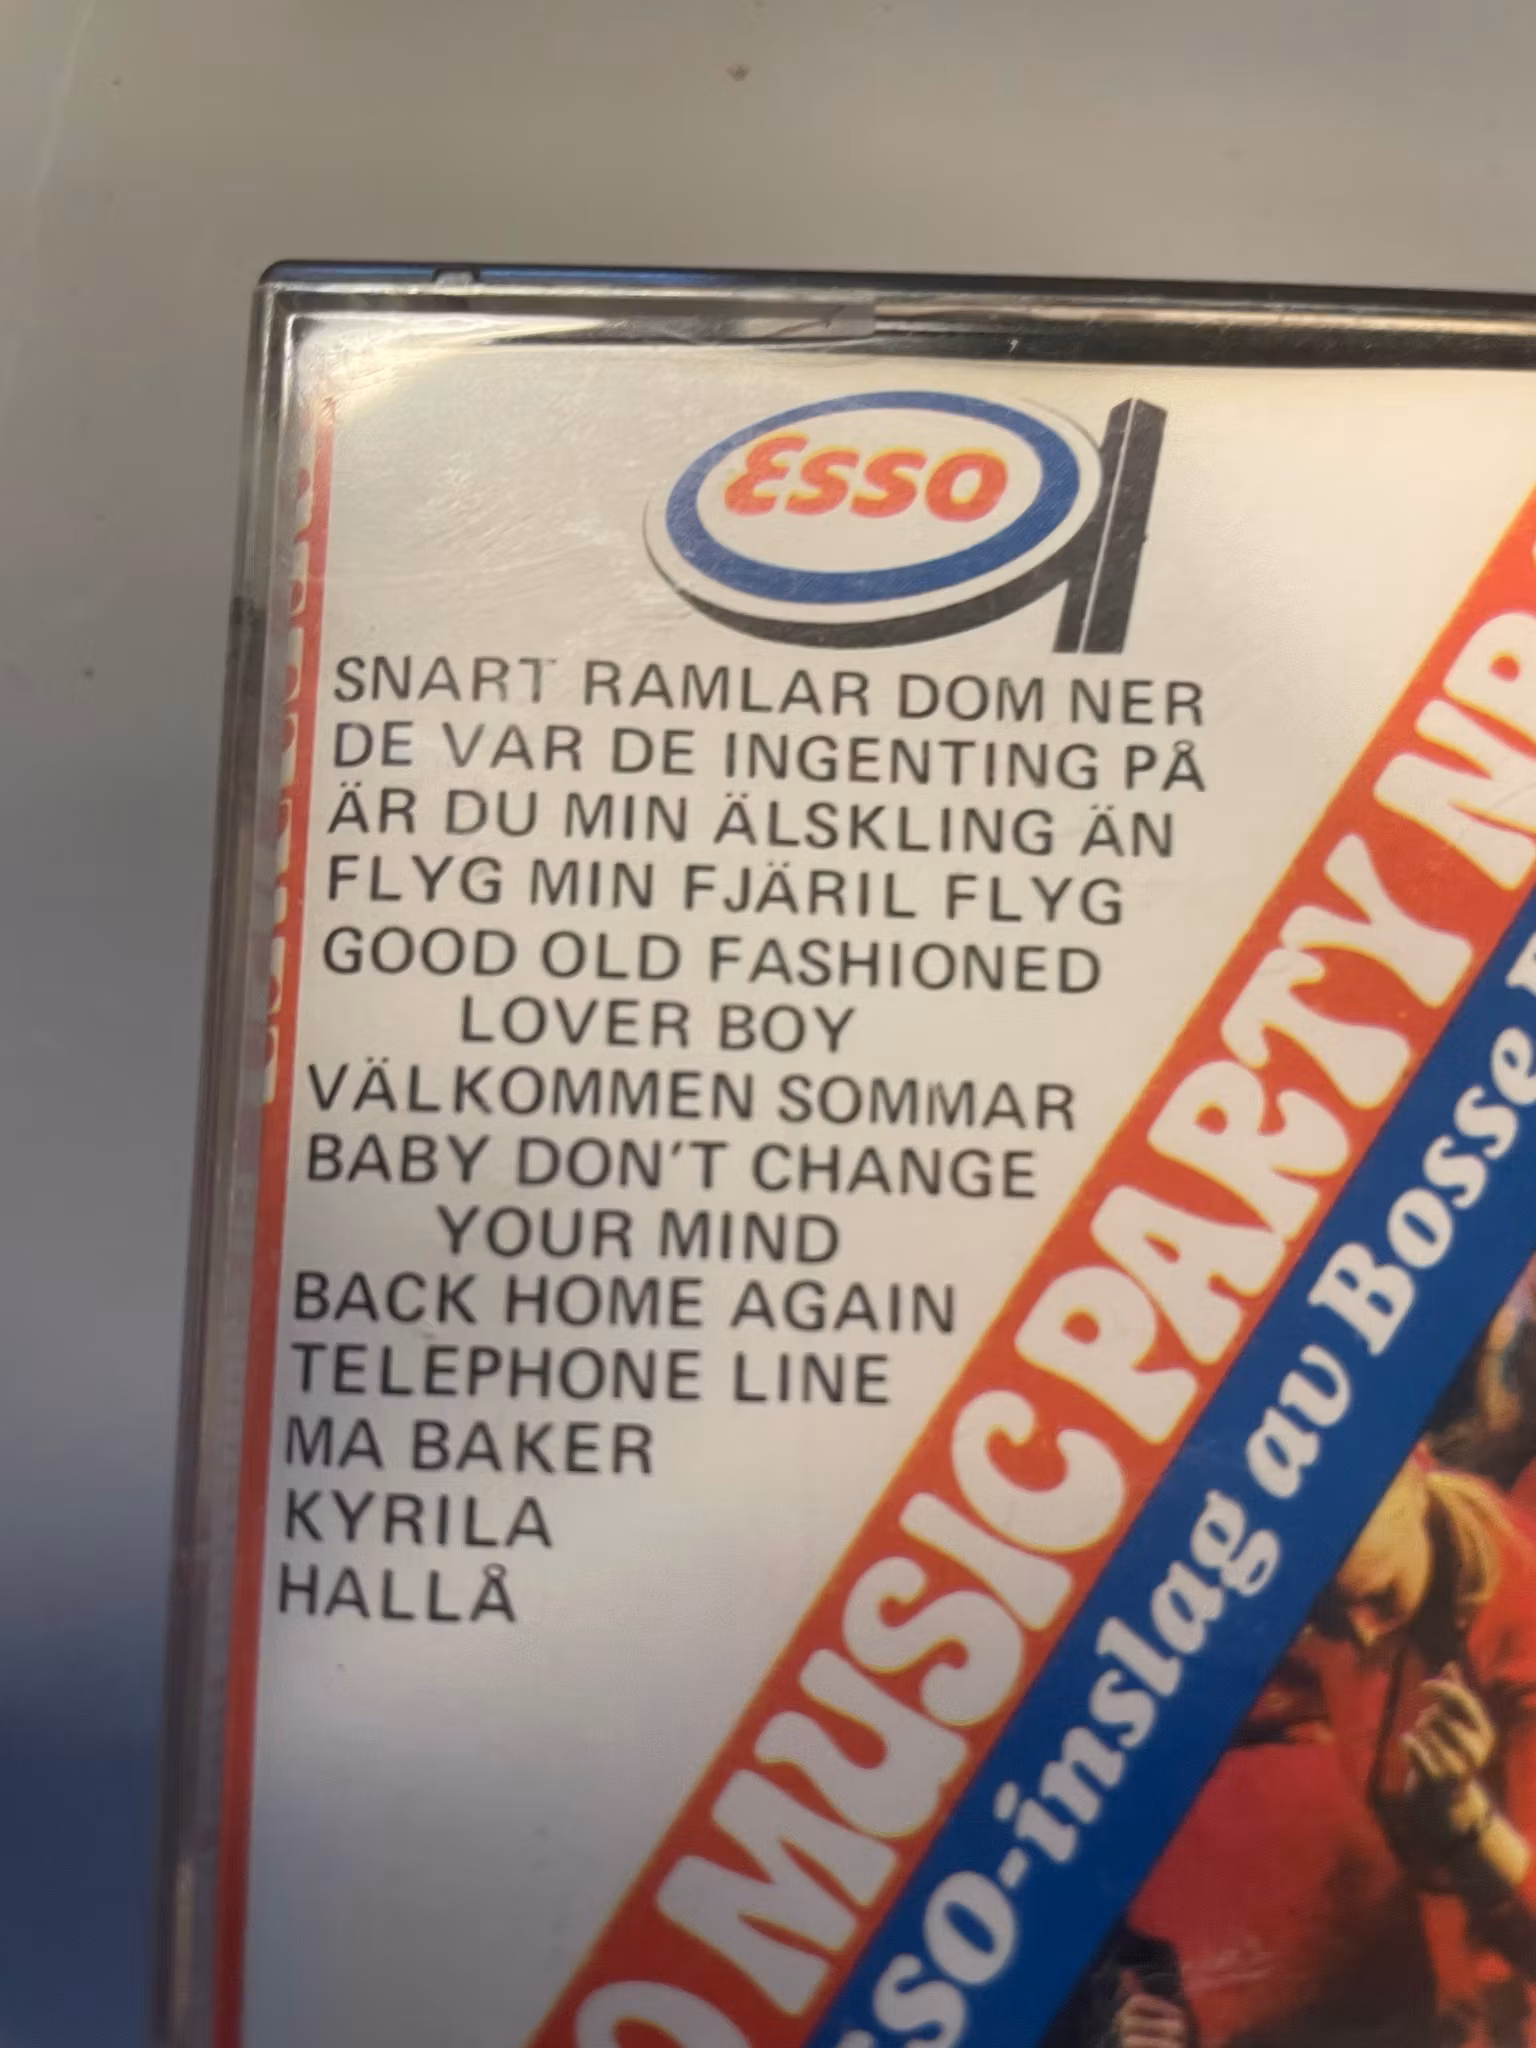 ESSO
SNART RAMLAR DOM NER
DE VAR DE INGENTING PÅ
ÄR DU MIN ÄLSKLING ÄN
FLYG MIN FJÄRIL FLYG
GOOD OLD FASHIONED
LOVER BOY
VÄLKOMMEN SOMMAR
BABY DON'T CHANGE
YOUR MIND
BACK HOME AGAIN
TELEPHONE LINE
MA BAKER
KYRILA
HALLÅ
O MUSIC PARTY NR
SSO-inslag av Bosse